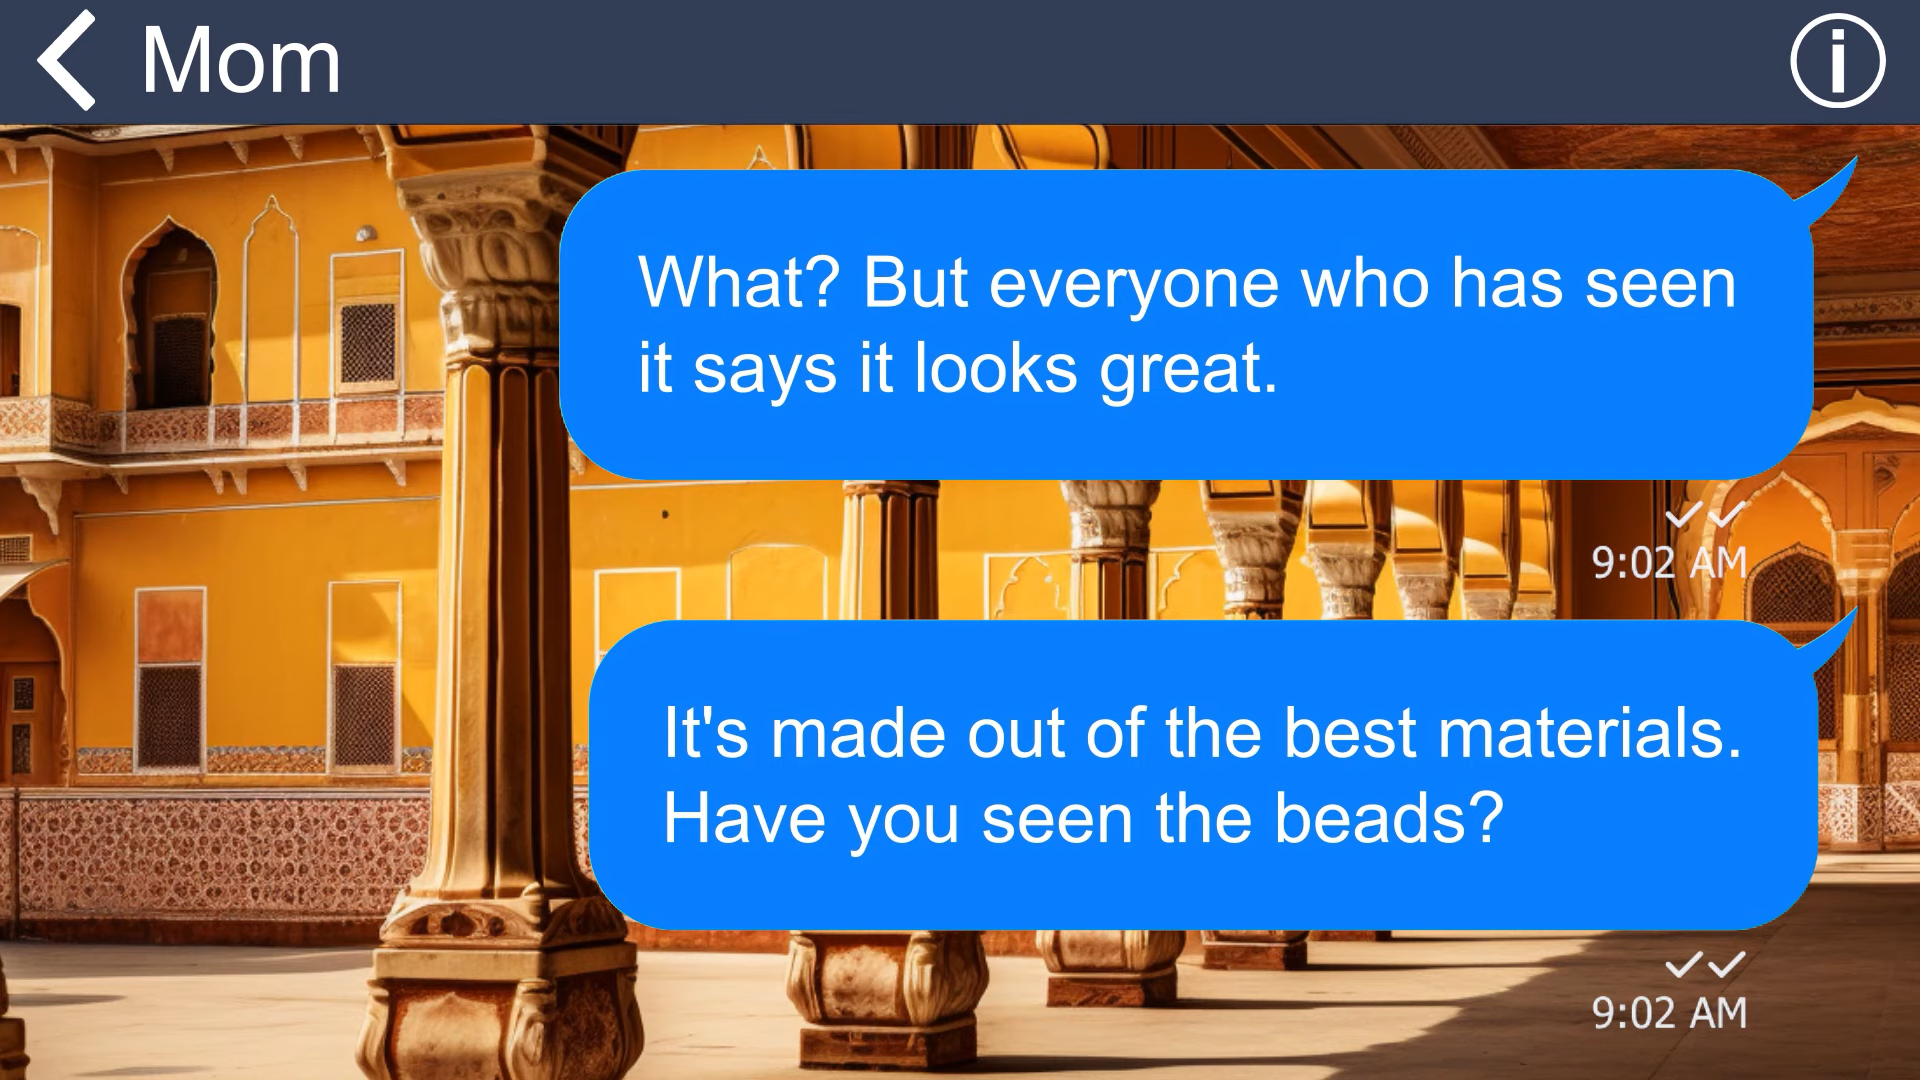 Mom
What? But everyone who has seen
it says it looks great.
9:02 AM
It's made out of the best materials.
Have you seen the beads?
9:02 AM